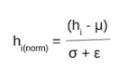 h_i(norm) = (h_i - μ) / (σ + ε)